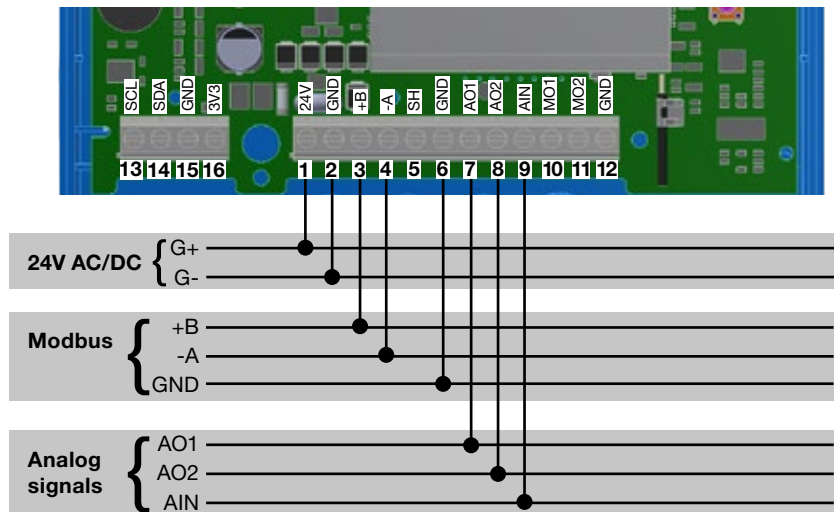 SCL SDA GND 3V3 24V GND +B -A SH GND AO1 AO2 AIN MO1 MO2 GND
13 14 15 16 1 2 3 4 5 6 7 8 9 10 11 12
24V AC/DC { G+
G-
Modbus { +B
-A
GND
Analog signals { AO1
AO2
AIN